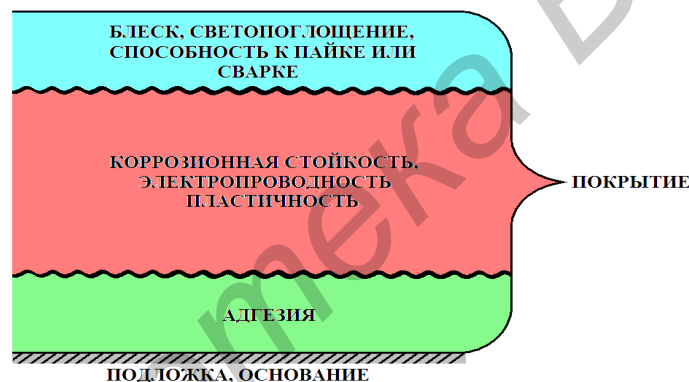 БЛЕСК, СВЕТОПОГЛОЩЕНИЕ,
СПОСОБНОСТЬ К ПАЙКЕ ИЛИ
СВАРКЕ
КОРРОЗИОННАЯ СТОЙКОСТЬ,
ЭЛЕКТРОПРОВОДНОСТЬ
ПЛАСТИЧНОСТЬ
ПОКРЫТИЕ
АДГЕЗИЯ
ПОДЛОЖКА, ОСНОВАНИЕ